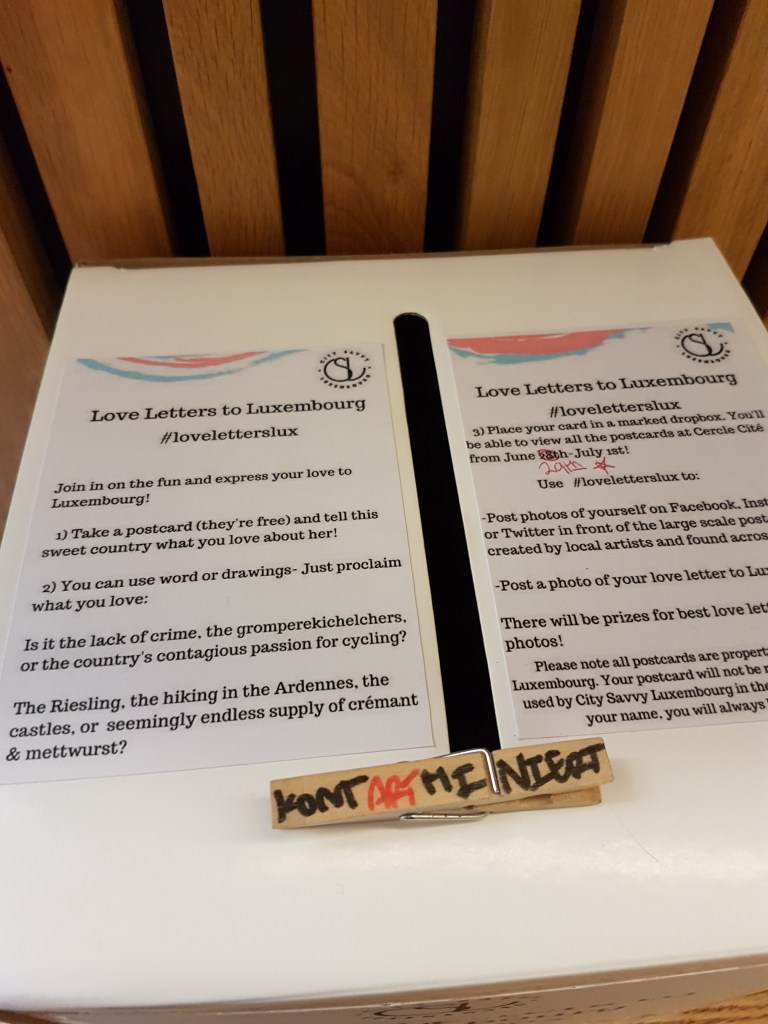 Love Letters to Luxembourg
#loveletterslux
Join in on the fun and express your love to
Luxembourg!
1) Take a postcard (they're free) and tell this
sweet country what you love about her!
2) You can use word or drawings- Just proclaim
what you love:
Is it the lack of crime, the gromperekichelchers,
or the country's contagious passion for cycling?
The Riesling, the hiking in the Ardennes, the
castles, or seemingly endless supply of crémant
& mettwurst?
CITY SAVVY
Love Letters to Luxembourg
#loveletterslux
3) Place your card in a marked dropbox. You'll
be able to view all the postcards at Cercle Cité
from June 28th-July 1st!
29th
Use #loveletterslux to:
-Post photos of yourself on Facebook, Inst
or Twitter in front of the large scale post
created by local artists and found acros
-Post a photo of your love letter to Lu
There will be prizes for best love let
photos!
Please note all postcards are propert
Luxembourg. Your postcard will not be r
used by City Savvy Luxembourg in the
your name, you will always
KONTARMINIERT